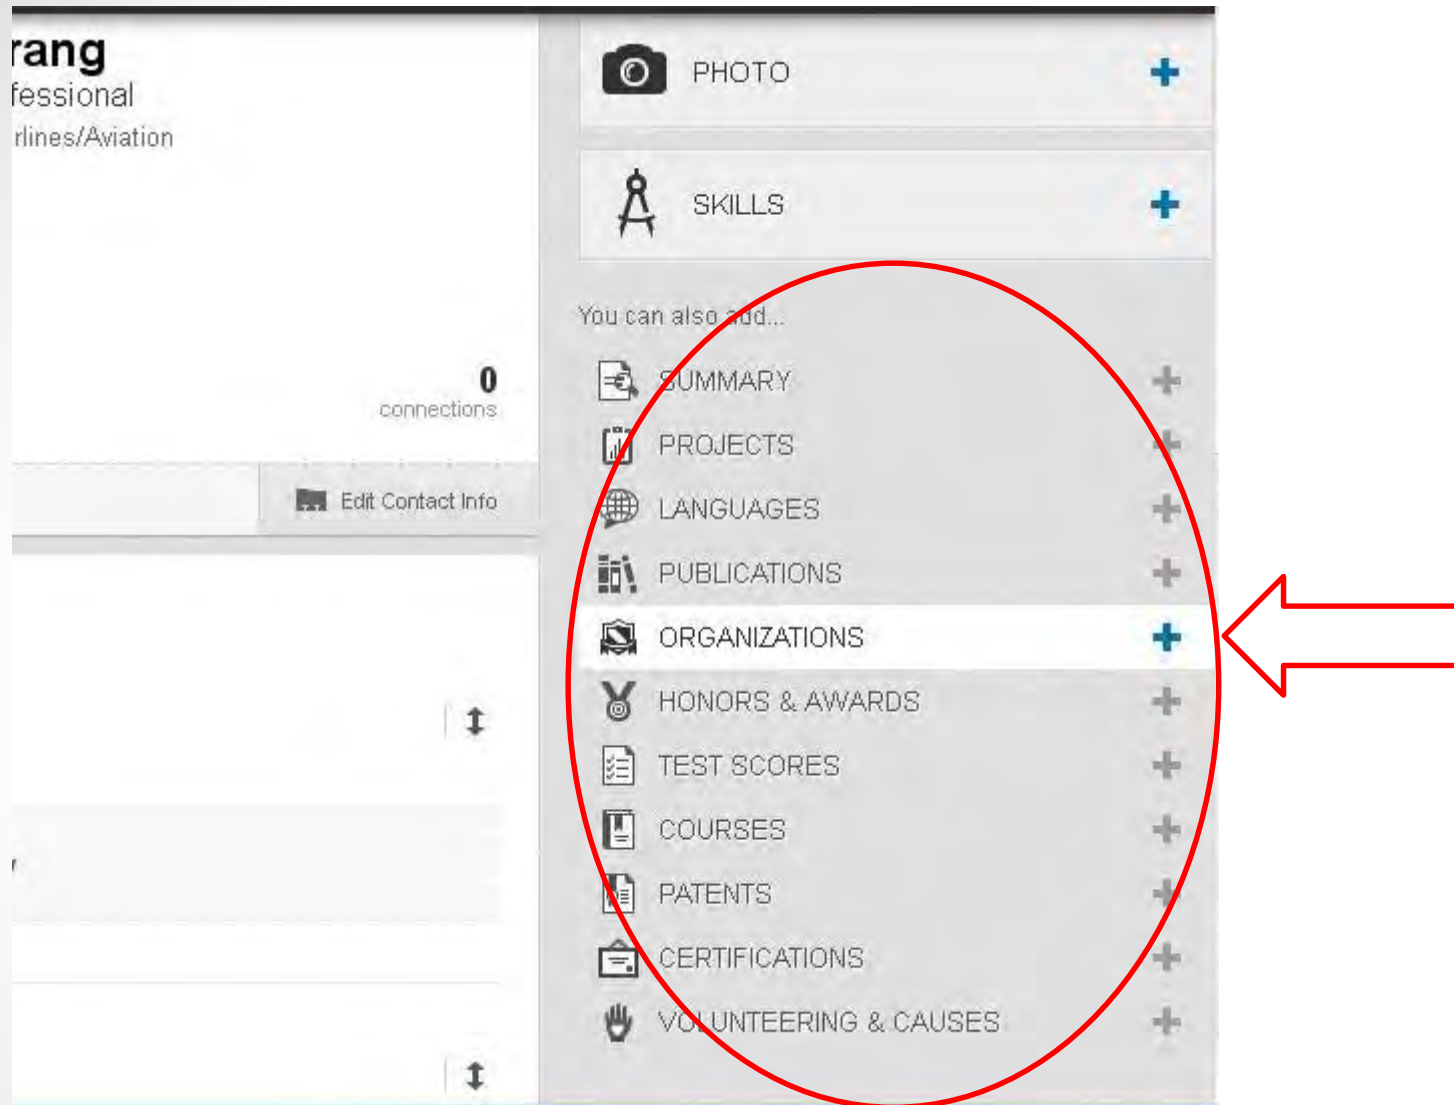 rang
fessional
rlines/Aviation
0
connections
Edit Contact Info
PHOTO
SKILLS
You can also add...
SUMMARY
PROJECTS
LANGUAGES
PUBLICATIONS
ORGANIZATIONS
HONORS & AWARDS
TEST SCORES
COURSES
PATENTS
CERTIFICATIONS
VOLUNTEERING & CAUSES